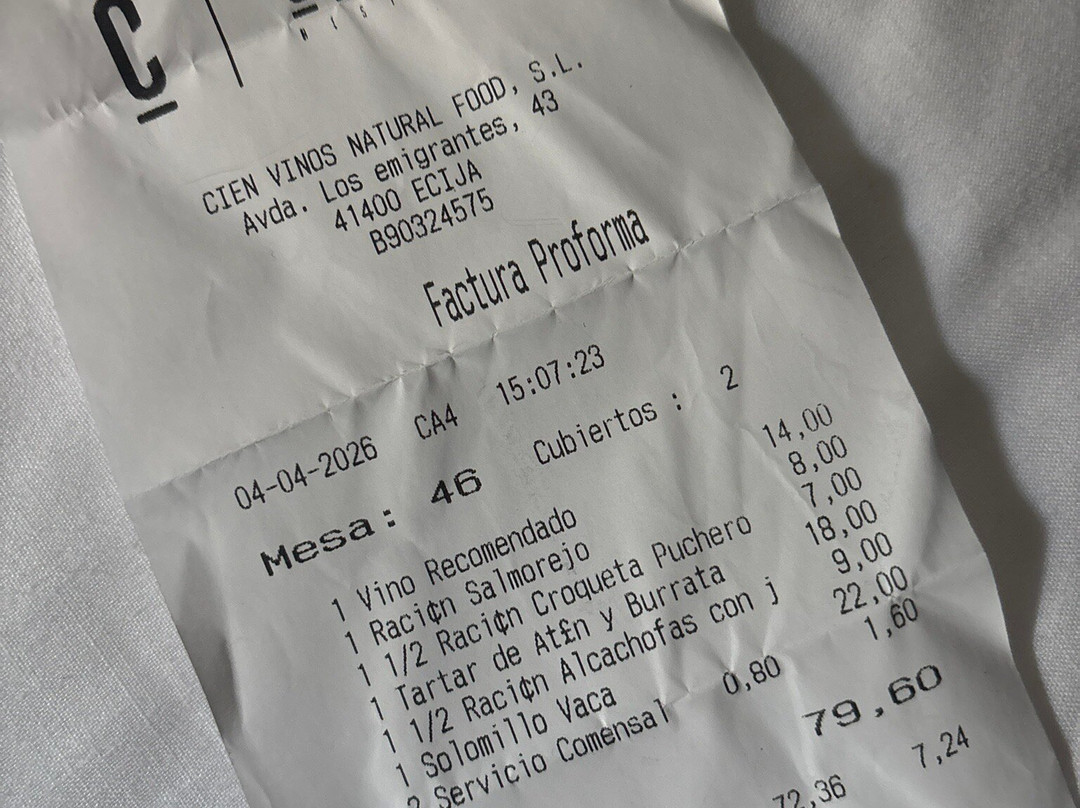 C
CIEN VINOS NATURAL FOOD, S.L.
Avda. Los emigrantes, 43
41400 ECIJA
B90324575
Factura Proforma
04-04-2026 CA4 15:07:23
Mesa: 46 Cubiertos : 2
1 Vino Recomendado 14,00
1 Raci¢n Salmorejo 8,00
1 1/2 Raci¢n Croqueta Puchero 7,00
1 Tartar de At£n y Burrata 18,00
1 1/2 Raci¢n Alcachofas con j 9,00
1 Solomillo Vaca 22,00
2 Servicio Comensal 0,80 1,60
79,60
72,36 7,24